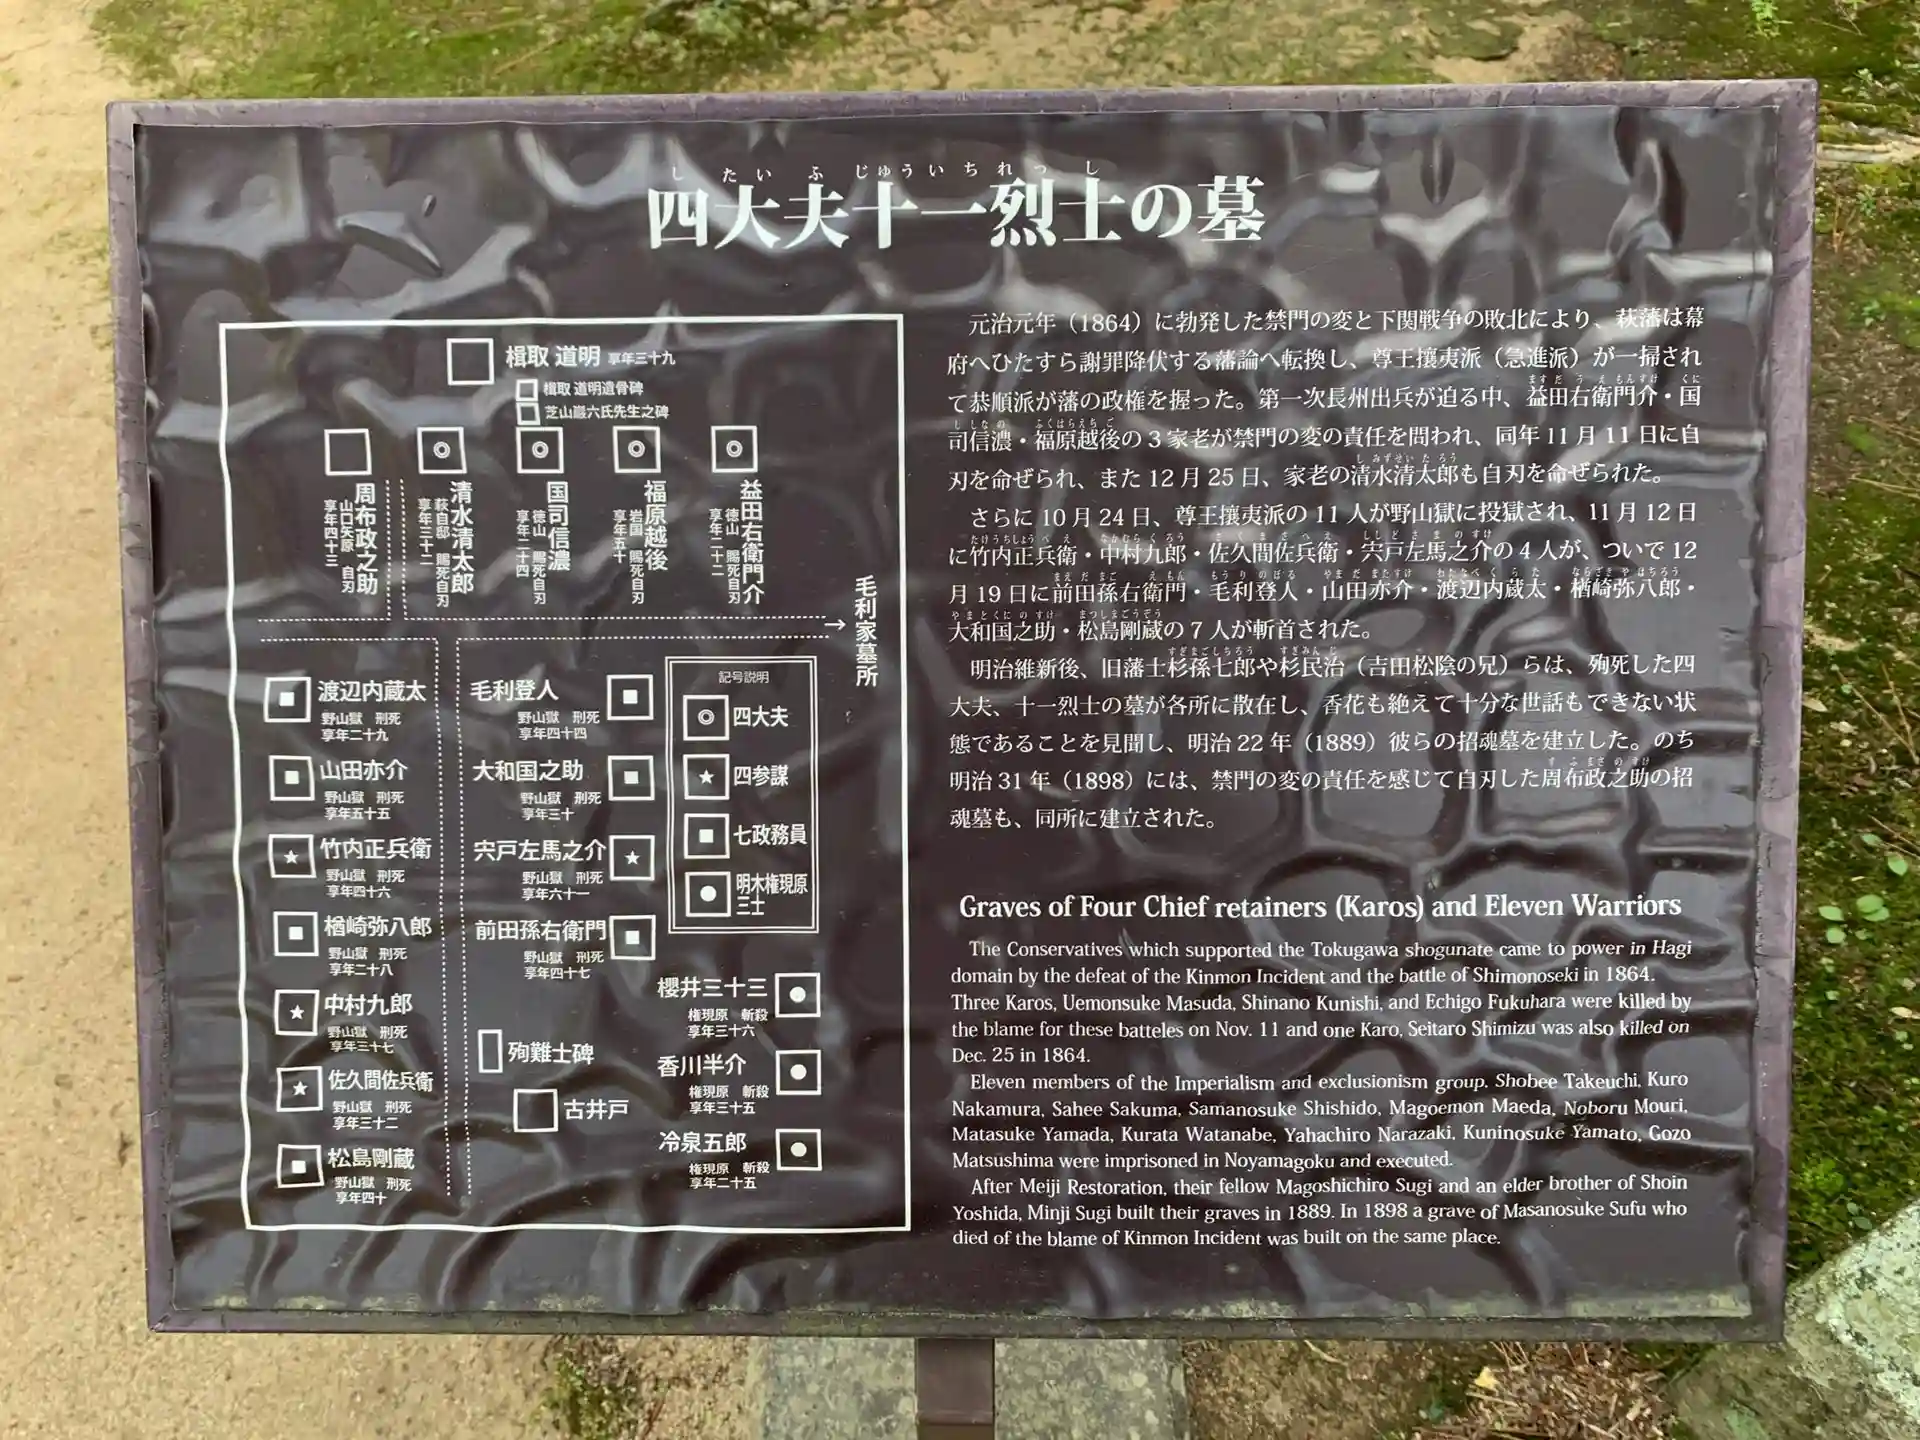 したいふじゅういちれっし
四大夫十一烈士の墓
楫取 道明 享年三十九
楫取 道明遺骨碑
芝山巌六氏先生之碑
周布政之助
山口矢原 自刃
享年四十三
清水清太郎
萩自邸 賜死自刃
享年二十二
国司信濃
徳山 賜死自刃
享年二十四
福原越後
岩国 賜死自刃
享年五十
益田右衛門介
徳山 賜死自刃
享年二十二
→毛利家墓所
渡辺内蔵太
野山獄 刑死
享年二十九
山田亦介
野山獄 刑死
享年五十五
竹内正兵衛
野山獄 刑死
享年四十六
楢崎弥八郎
野山獄 刑死
享年二十八
中村九郎
野山獄 刑死
享年三十七
佐久間佐兵衛
野山獄 刑死
享年三十二
松島剛蔵
野山獄 刑死
享年四十
毛利登人
野山獄 刑死
享年四十四
大和国之助
野山獄 刑死
享年三十
宍戸左馬之介
野山獄 刑死
享年六十一
前田孫右衛門
野山獄 刑死
享年四十七
記号説明
◎ 四大夫
★ 四参謀
■ 七政務員
● 明木権現原
三士
櫻井三十三
権現原 斬殺
享年三十六
香川半介
権現原 斬殺
享年三十五
冷泉五郎
権現原 斬殺
享年二十五
殉難士碑
古井戸
元治元年（1864）に勃発した禁門の変と下関戦争の敗北により、萩藩は幕
府へひたすら謝罪降伏する藩論へ転換し、尊王攘夷派（急進派）が一掃され
て恭順派が藩の政権を握った。第一次長州出兵が迫る中、益田右衛門介・国
司信濃・福原越後の3家老が禁門の変の責任を問われ、同年11月11日に自
刃を命ぜられ、また12月25日、家老の清水清太郎も自刃を命ぜられた。
さらに10月24日、尊王攘夷派の11人が野山獄に投獄され、11月12日
に竹内正兵衛・中村九郎・佐久間佐兵衛・宍戸左馬之介の4人が、ついで12
月19日に前田孫右衛門・毛利登人・山田亦介・渡辺内蔵太・楢崎弥八郎・
大和国之助・松島剛蔵の7人が斬首された。
明治維新後、旧藩士杉孫七郎や杉民治（吉田松陰の兄）らは、殉死した四
大夫、十一烈士の墓が各所に散在し、香花も絶えて十分な世話もできない状
態であることを見聞し、明治22年（1889）彼らの招魂墓を建立した。のち
明治31年（1898）には、禁門の変の責任を感じて自刃した周布政之助の招
魂墓も、同所に建立された。
Graves of Four Chief retainers (Karos) and Eleven Warriors
The Conservatives which supported the Tokugawa shogunate came to power in Hagi
domain by the defeat of the Kinmon Incident and the battle of Shimonoseki in 1864.
Three Karos, Uemonsuke Masuda, Shinano Kunishi, and Echigo Fukuhara were killed by
the blame for these batteles on Nov. 11 and one Karo, Seitaro Shimizu was also killed on
Dec. 25 in 1864.
Eleven members of the Imperialism and exclusionism group. Shobee Takeuchi, Kuro
Nakamura, Sahee Sakuma, Samanosuke Shishido, Magoemon Maeda, Noboru Mouri,
Matasuke Yamada, Kurata Watanabe, Yahachiro Narazaki, Kuninosuke Yamato, Gozo
Matsushima were imprisoned in Noyamagoku and executed.
After Meiji Restoration, their fellow Magoshichiro Sugi and an elder brother of Shoin
Yoshida, Minji Sugi built their graves in 1889. In 1898 a grave of Masanosuke Sufu who
died of the blame of Kinmon Incident was built on the same place.